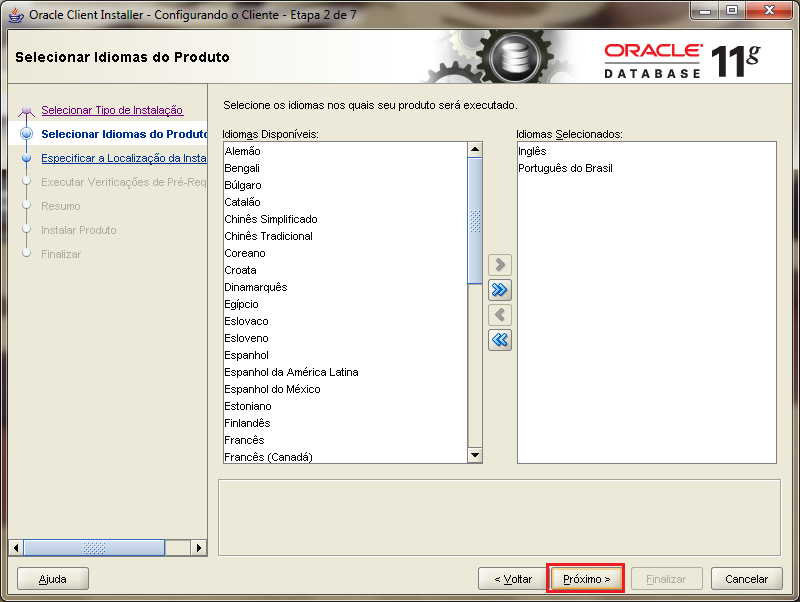 Oracle Client Installer - Configurando o Cliente - Etapa 2 de 7
Selecionar Idiomas do Produto
ORACLE
DATABASE 11g
Selecionar Tipo de Instalação
Selecionar Idiomas do Produto
Especificar a Localização da Insta
Executar Verificações de Pré-Req
Resumo
Instalar Produto
Finalizar
Selecione os idiomas nos quais seu produto será executado.
Idiomas Disponíveis:
Alemão
Bengali
Búlgaro
Catalão
Chinês Simplificado
Chinês Tradicional
Coreano
Croata
Dinamarquês
Egípcio
Eslovaco
Esloveno
Espanhol
Espanhol da América Latina
Espanhol do México
Estoniano
Finlandês
Francês
Francês (Canadá)
Idiomas Selecionados:
Inglês
Português do Brasil
Ajuda
< Voltar
Próximo >
Finalizar
Cancelar